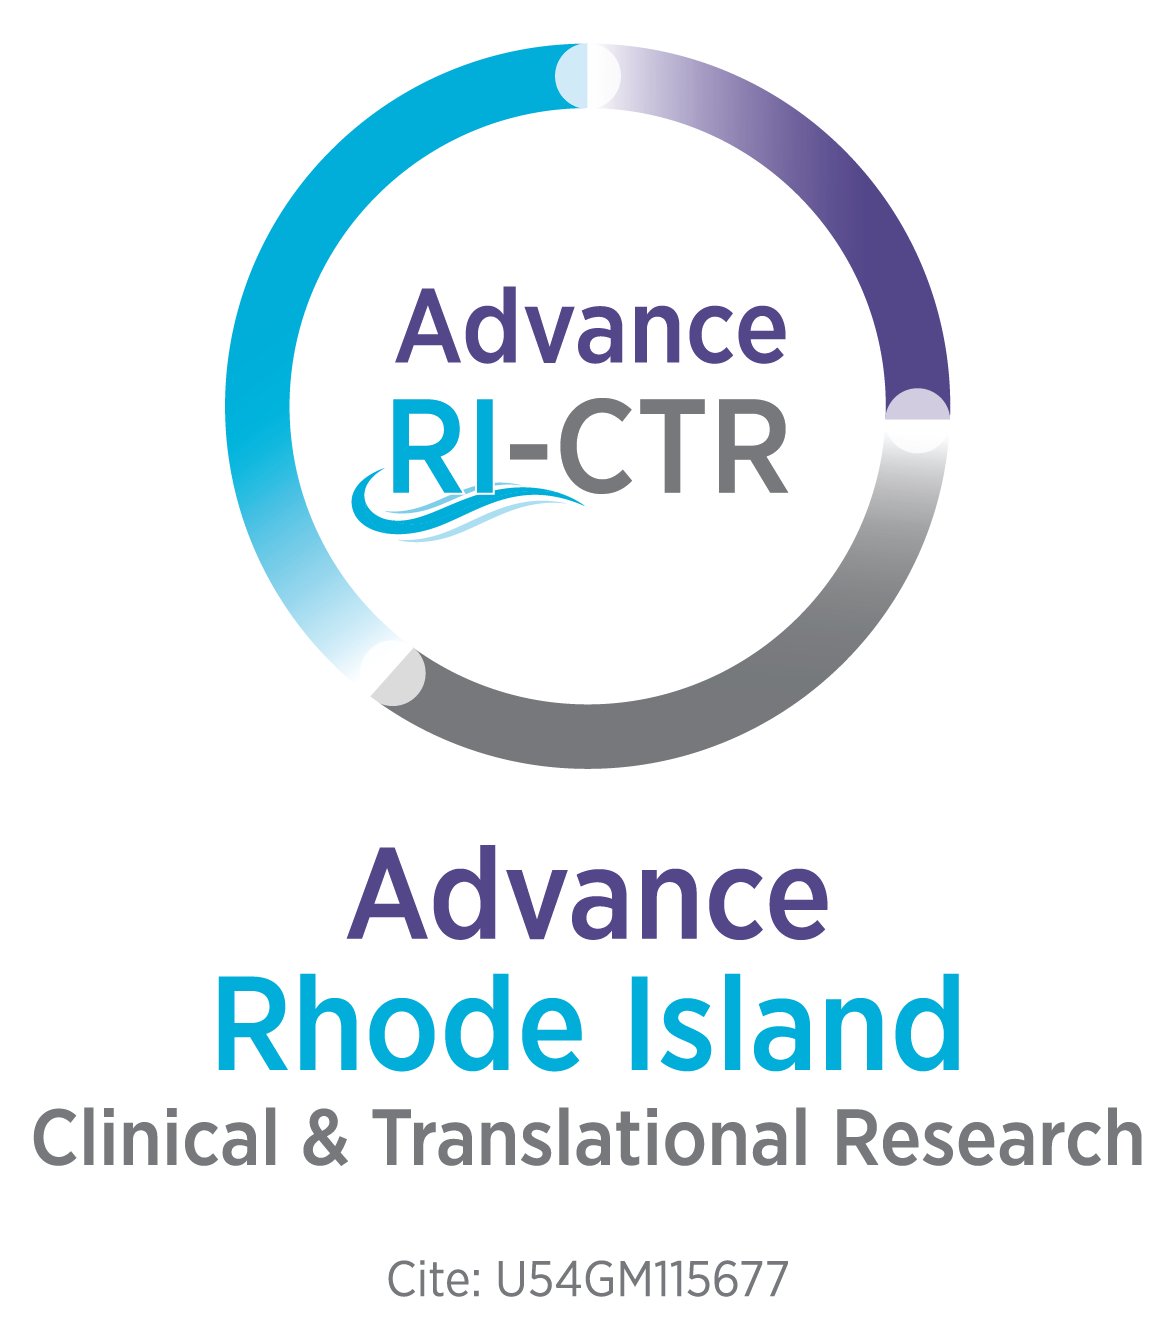 Advance
RI-CTR
Advance
Rhode Island
Clinical & Translational Research
Cite: U54GM115677